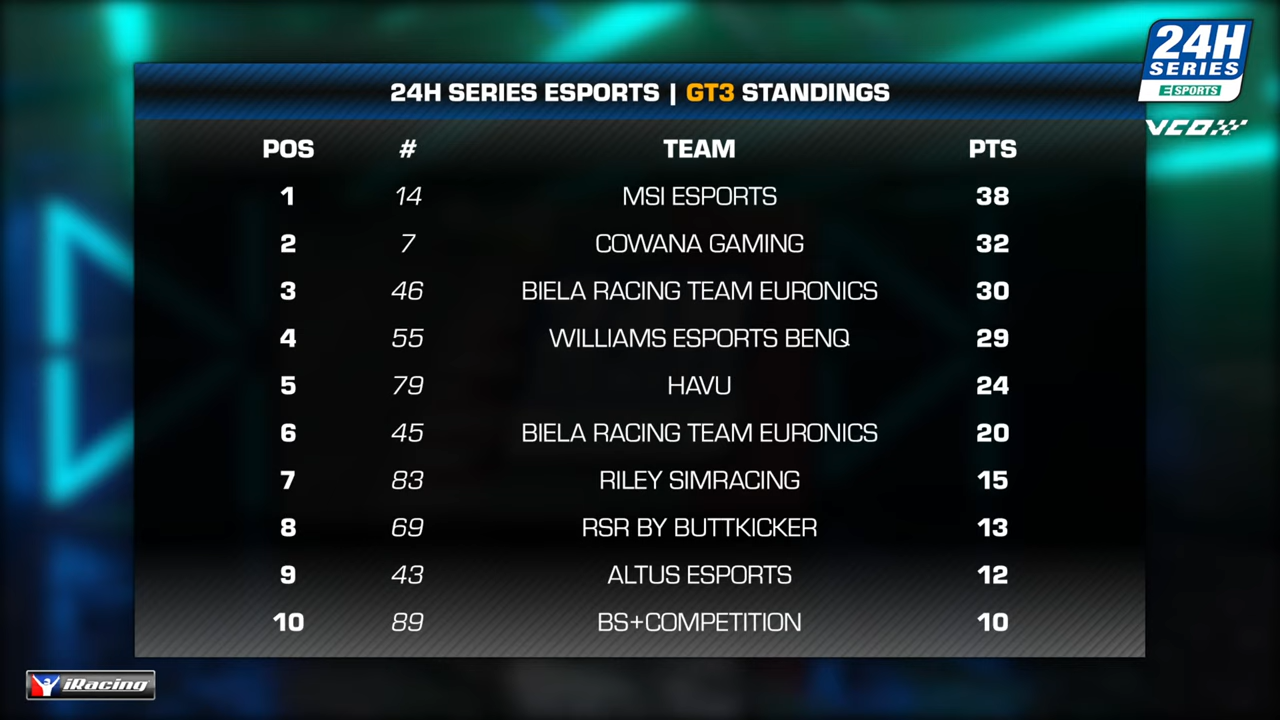 24H
SERIES
ESPORTS
VCO
24H SERIES ESPORTS | GT3 STANDINGS
POS # TEAM PTS
1 14 MSI ESPORTS 38
2 7 COWANA GAMING 32
3 46 BIELA RACING TEAM EURONICS 30
4 55 WILLIAMS ESPORTS BENQ 29
5 79 HAVU 24
6 45 BIELA RACING TEAM EURONICS 20
7 83 RILEY SIMRACING 15
8 69 RSR BY BUTTKICKER 13
9 43 ALTUS ESPORTS 12
10 89 BS+COMPETITION 10
iRacing